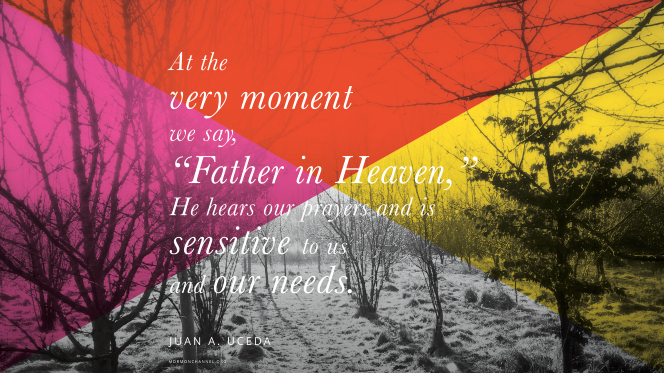 At the
very moment
we say,
“Father in Heaven,”
He hears our prayers and is
sensitive to us
and our needs.
JUAN A. UCEDA
MORMONCHANNEL.ORG